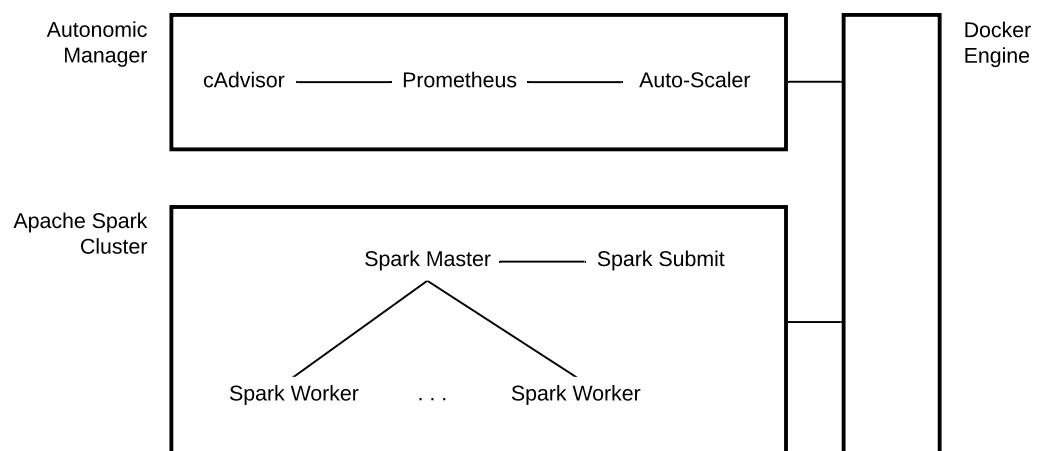 Autonomic
Manager
cAdvisor
Prometheus
Auto-Scaler
Docker
Engine
Apache Spark
Cluster
Spark Master
Spark Submit
Spark Worker
. . .
Spark Worker